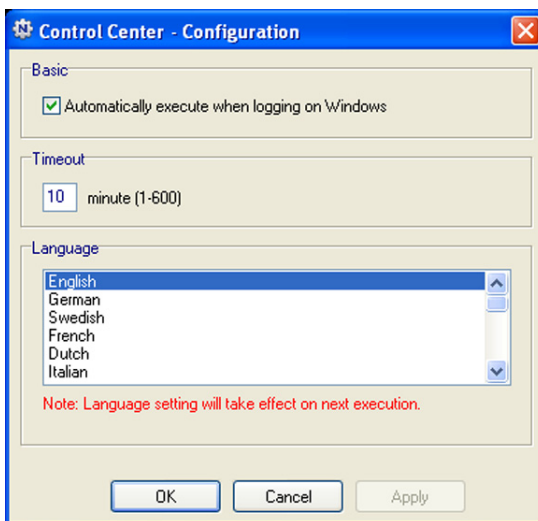 Control Center - Configuration
Basic
Automatically execute when logging on Windows
Timeout
10 minute (1-600)
Language
English
German
Swedish
French
Dutch
Italian
Note: Language setting will take effect on next execution.
OK Cancel Apply